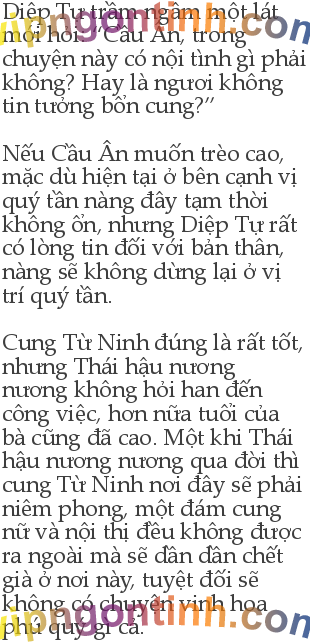 Diệp Tự trầm ngâm một lát
mới hỏi: “Cầu Ân, trong
chuyện này có nội tình gì phải
không? Hay là ngươi không
tin tưởng bổn cung?”
Nếu Cầu Ân muốn trèo cao,
mặc dù hiện tại ở bên cạnh vị
quý tần nàng đây tạm thời
không ổn, nhưng Diệp Tự rất
có lòng tin đối với bản thân,
nàng sẽ không dừng lại ở vị
trí quý tần.
Cung Từ Ninh đúng là rất tốt,
nhưng Thái hậu nương
nương không hỏi han đến
công việc, hơn nữa tuổi của
bà cũng đã cao. Một khi Thái
hậu nương nương qua đời thì
cung Từ Ninh nơi đây sẽ phải
niêm phong, một đám cung
nữ và nội thị đều không được
ra ngoài mà sẽ dần dần chết
già ở nơi này, tuyệt đối sẽ
không có chuyện vinh hoa
phú quý gì cả.